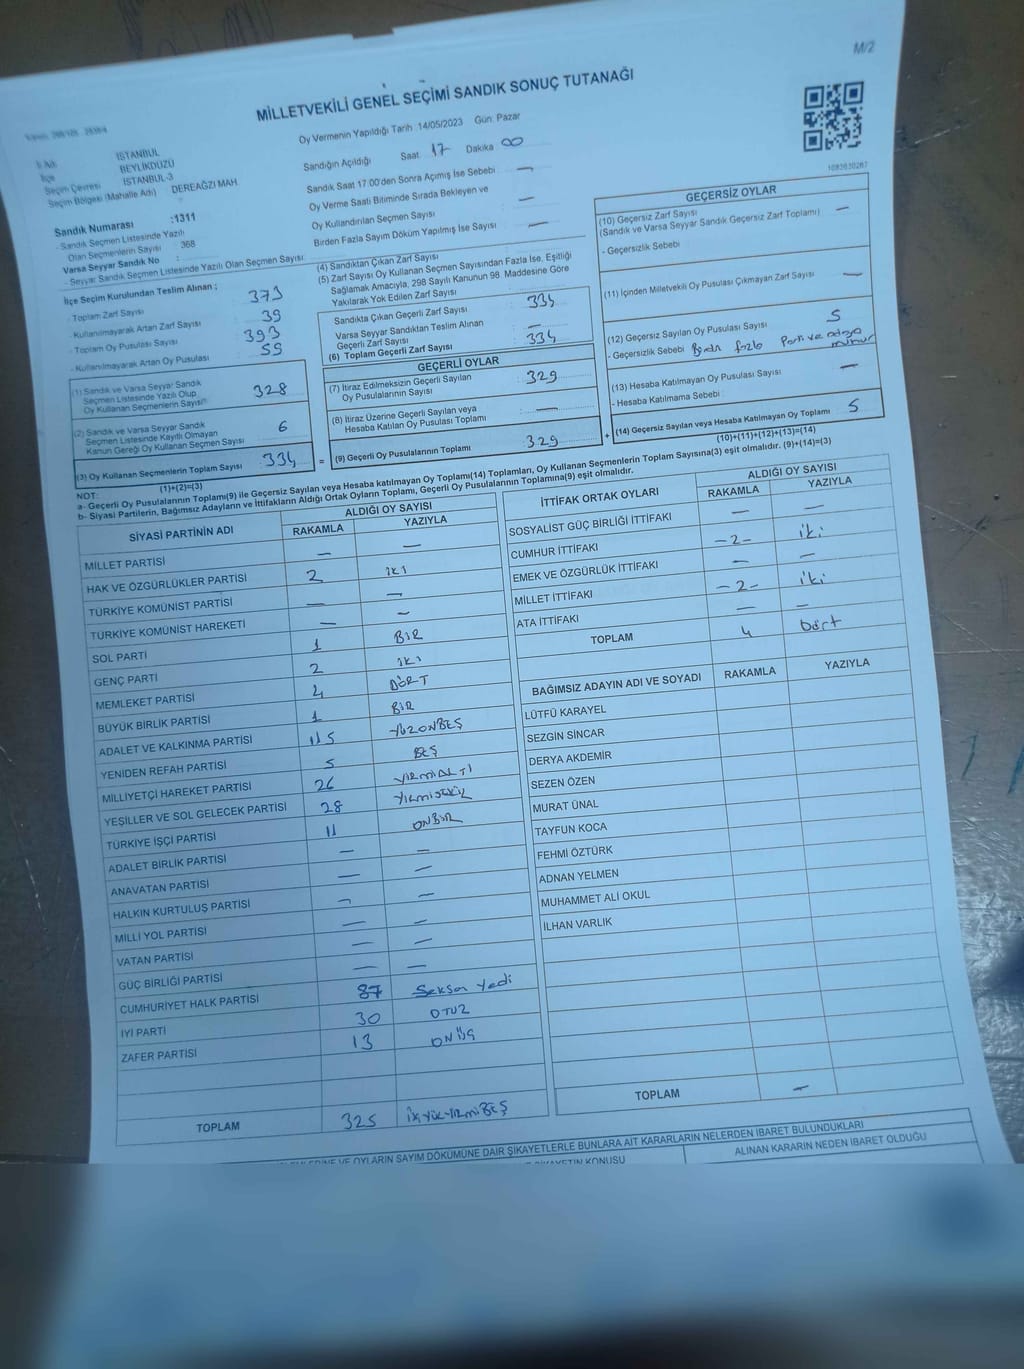 M/2
MİLLETVEKİLİ GENEL SEÇİMİ SANDIK SONUÇ TUTANAĞI
Oy Vermenin Yapıldığı Tarih :14/05/2023 Gün: Pazar
İSTANBUL
İlçe BEYLİKDÜZÜ
Seçim Çevresi İSTANBUL-3
Seçim Bölgesi (Mahalle Adı) DEREAĞZI MAH.
Sandık Numarası :1311
- Sandık Seçmen Listesinde Yazılı
Olan Seçmenlerin Sayısı : 368
Varsa Seyyar Sandık No :
- Seyyar Sandık Seçmen Listesinde Yazılı Olan Seçmen Sayısı :
Sandığın Açıldığı Saat 17 Dakika 00
Sandık Saat 17:00'den Sonra Açımış İse Sebebi —
Oy Verme Saati Bitiminde Sırada Bekleyen ve
Oy Kullandırılan Seçmen Sayısı —
Birden Fazla Sayım Döküm Yapılmış İse Sayısı —
1083630267
İlçe Seçim Kurulundan Teslim Alınan ;
- Toplam Zarf Sayısı 373
- Kullanılmayarak Artan Zarf Sayısı 39
- Toplam Oy Pusulası Sayısı 393
- Kullanılmayarak Artan Oy Pusulası 59
(1) Sandık ve Varsa Seyyar Sandık
Seçmen Listesinde Yazılı Olup
Oy Kullanan Seçmenlerin Sayısı 328
(2) Sandık ve Varsa Seyyar Sandık
Seçmen Listesinde Kayıtlı Olmayan
Kanun Gereği Oy Kullanan Seçmen Sayısı 6
(3) Oy Kullanan Seçmenlerin Toplam Sayısı 334
(1)+(2)=(3)
(4) Sandıktan Çıkan Zarf Sayısı
(5) Zarf Sayısı Oy Kullanan Seçmen Sayısından Fazla İse, Eşitliği
Sağlamak Amacıyla, 298 Sayılı Kanunun 98. Maddesine Göre
Yakılarak Yok Edilen Zarf Sayısı
Sandıkta Çıkan Geçerli Zarf Sayısı 334
Varsa Seyyar Sandıktan Teslim Alınan
Geçerli Zarf Sayısı —
(6) Toplam Geçerli Zarf Sayısı 334
GEÇERLİ OYLAR
(7) İtiraz Edilmeksizin Geçerli Sayılan
Oy Pusulalarının Sayısı 329
(8) İtiraz Üzerine Geçerli Sayılan veya
Hesaba Katılan Oy Pusulası Toplamı —
= (9) Geçerli Oy Pusulalarının Toplamı 329 +
GEÇERSİZ OYLAR
(10) Geçersiz Zarf Sayısı —
(Sandık ve Varsa Seyyar Sandık Geçersiz Zarf Toplamı)
- Geçersizlik Sebebi
(11) İçinden Milletvekili Oy Pusulası Çıkmayan Zarf Sayısı —
(12) Geçersiz Sayılan Oy Pusulası Sayısı 5
- Geçersizlik Sebebi Birden fazla Parti ve adaya mühür
(13) Hesaba Katılmayan Oy Pusulası Sayısı —
- Hesaba Katılmama Sebebi :
(14) Geçersiz Sayılan veya Hesaba Katılmayan Oy Toplamı 5
(10)+(11)+(12)+(13)=(14)
NOT:
a- Geçerli Oy Pusulalarının Toplamı(9) ile Geçersiz Sayılan veya Hesaba katılmayan Oy Toplamı(14) Toplamları, Oy Kullanan Seçmenlerin Toplam Sayısına(3) eşit olmalıdır. (9)+(14)=(3)
b- Siyasi Partilerin, Bağımsız Adayların ve İttifakların Aldığı Ortak Oyların Toplamı, Geçerli Oy Pusulalarının Toplamına(9) eşit olmalıdır.
SİYASİ PARTİNİN ADI ALDIĞI OY SAYISI
RAKAMLA YAZIYLA
MİLLET PARTİSİ — —
HAK VE ÖZGÜRLÜKLER PARTİSİ 2 İKİ
TÜRKİYE KOMÜNİST PARTİSİ — —
TÜRKİYE KOMÜNİST HAREKETİ — —
SOL PARTİ 1 BİR
GENÇ PARTİ 2 İKİ
MEMLEKET PARTİSİ 4 DÖRT
BÜYÜK BİRLİK PARTİSİ 1 BİR
ADALET VE KALKINMA PARTİSİ 115 YÜZONBEŞ
YENİDEN REFAH PARTİSİ 5 BEŞ
MİLLİYETÇİ HAREKET PARTİSİ 26 YİRMİALTI
YEŞİLLER VE SOL GELECEK PARTİSİ 28 YİRMİSEKİZ
TÜRKİYE İŞÇİ PARTİSİ 11 ONBİR
ADALET BİRLİK PARTİSİ — —
ANAVATAN PARTİSİ — —
HALKIN KURTULUŞ PARTİSİ — —
MİLLİ YOL PARTİSİ — —
VATAN PARTİSİ — —
GÜÇ BİRLİĞİ PARTİSİ — —
CUMHURİYET HALK PARTİSİ 87 Seksen Yedi
İYİ PARTİ 30 OTUZ
ZAFER PARTİSİ 13 ONÜÇ
TOPLAM 325
İTTİFAK ORTAK OYLARI ALDIĞI OY SAYISI
RAKAMLA YAZIYLA
SOSYALİST GÜÇ BİRLİĞİ İTTİFAKI — —
CUMHUR İTTİFAKI -2- iki
EMEK VE ÖZGÜRLÜK İTTİFAKI — —
MİLLET İTTİFAKI -2- iki
ATA İTTİFAKI — —
TOPLAM 4 Dört
BAĞIMSIZ ADAYIN ADI VE SOYADI RAKAMLA YAZIYLA
LÜTFÜ KARAYEL
SEZGİN SİNCAR
DERYA AKDEMİR
SEZEN ÖZEN
MURAT ÜNAL
TAYFUN KOCA
FEHMİ ÖZTÜRK
ADNAN YELMEN
MUHAMMET ALİ OKUL
İLHAN VARLIK
TOPLAM —
OYLARIN SAYIM DÖKÜMÜNE DAİR ŞİKAYETLERLE BUNLARA AİT KARARLARIN NELERDEN İBARET BULUNDUKLARI
KONUSU ALINAN KARARIN NEDEN İBARET OLDUĞU